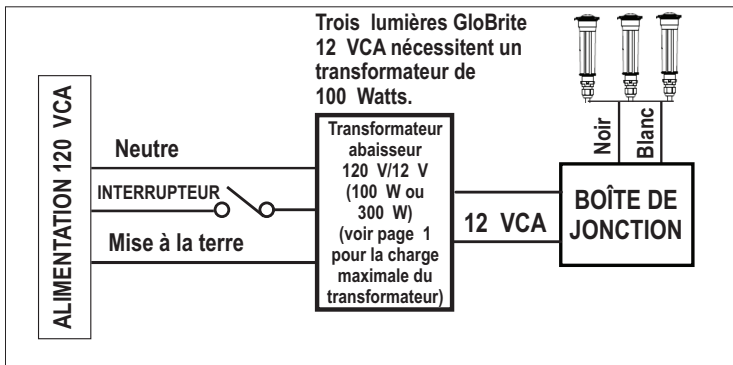 Trois lumières GloBrite
12 VCA nécessitent un
transformateur de
100 Watts.
ALIMENTATION 120 VCA
Neutre
INTERRUPTEUR
Mise à la terre
Transformateur
abaisseur
120 V/12 V
(100 W ou
300 W)
(voir page 1
pour la charge
maximale du
transformateur)
12 VCA
Noir
Blanc
BOÎTE DE
JONCTION